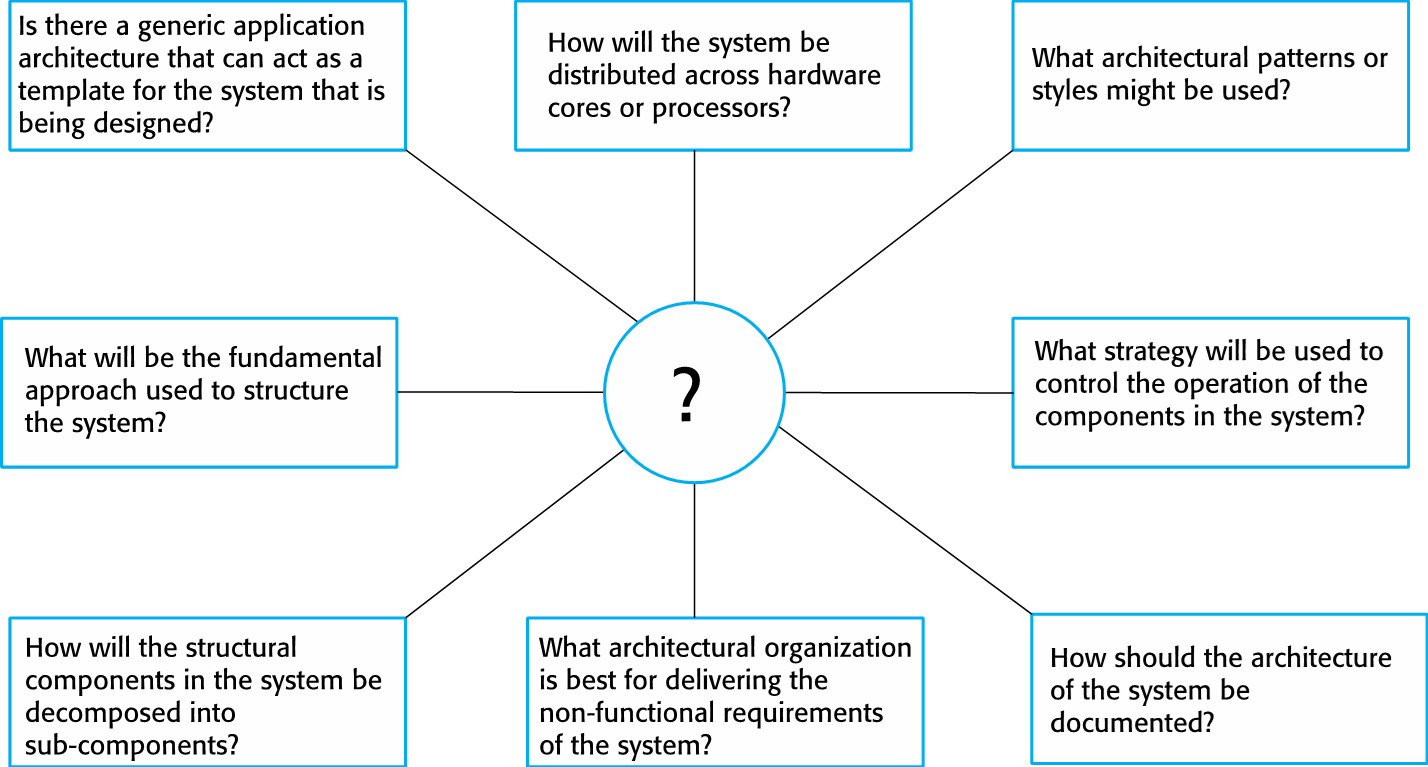 Is there a generic application
architecture that can act as a
template for the system that is
being designed?
How will the system be
distributed across hardware
cores or processors?
What architectural patterns or
styles might be used?
What will be the fundamental
approach used to structure
the system?
?
What strategy will be used to
control the operation of the
components in the system?
How will the structural
components in the system be
decomposed into
sub-components?
What architectural organization
is best for delivering the
non-functional requirements
of the system?
How should the architecture
of the system be
documented?